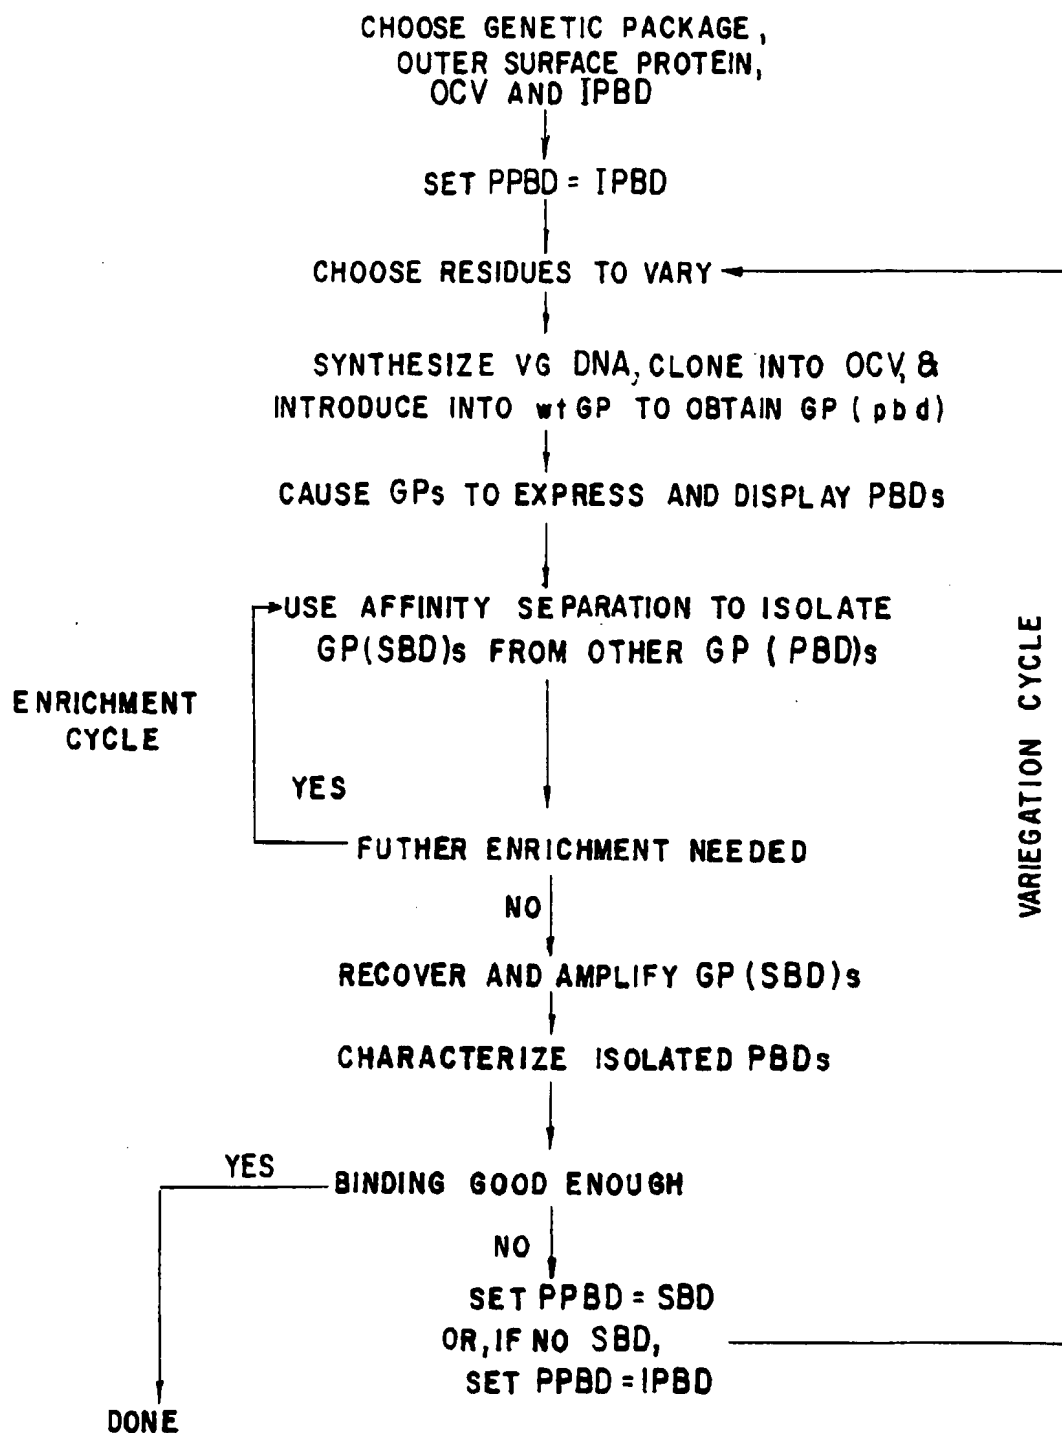 CHOOSE GENETIC PACKAGE,
OUTER SURFACE PROTEIN,
OCV AND IPBD
SET PPBD = IPBD
CHOOSE RESIDUES TO VARY
SYNTHESIZE VG DNA, CLONE INTO OCV, &
INTRODUCE INTO wtGP TO OBTAIN GP (pbd)
CAUSE GPs TO EXPRESS AND DISPLAY PBDs
USE AFFINITY SEPARATION TO ISOLATE
GP(SBD)s FROM OTHER GP (PBD)s
ENRICHMENT
CYCLE
YES
FUTHER ENRICHMENT NEEDED
NO
RECOVER AND AMPLIFY GP (SBD)s
CHARACTERIZE ISOLATED PBDs
YES
BINDING GOOD ENOUGH
NO
SET PPBD = SBD
OR, IF NO SBD,
SET PPBD = IPBD
DONE
VARIEGATION CYCLE